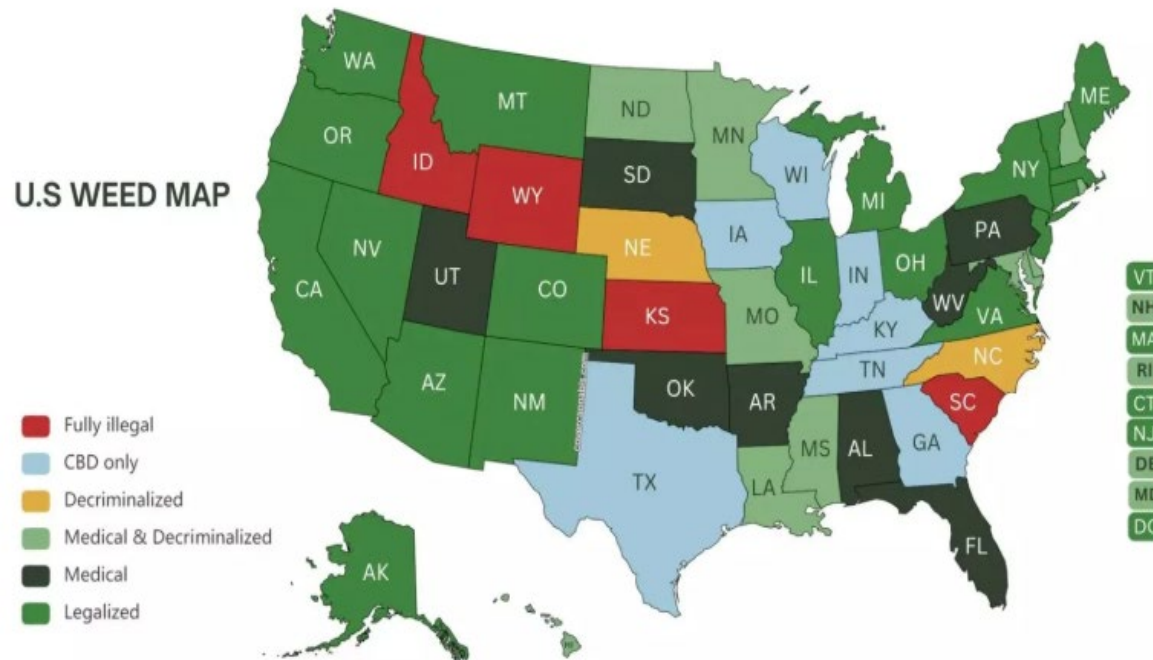 U.S WEED MAP
WA
OR
CA
NV
ID
MT
WY
UT
AZ
CO
NM
ND
SD
NE
KS
OK
TX
MN
IA
MO
AR
LA
WI
IL
MS
MI
IN
KY
TN
AL
OH
WV
GA
FL
PA
VA
NC
SC
NY
ME
AK
Fully illegal
CBD only
Decriminalized
Medical & Decriminalized
Medical
Legalized
VT
NH
MA
RI
CT
NJ
DE
MD
DC